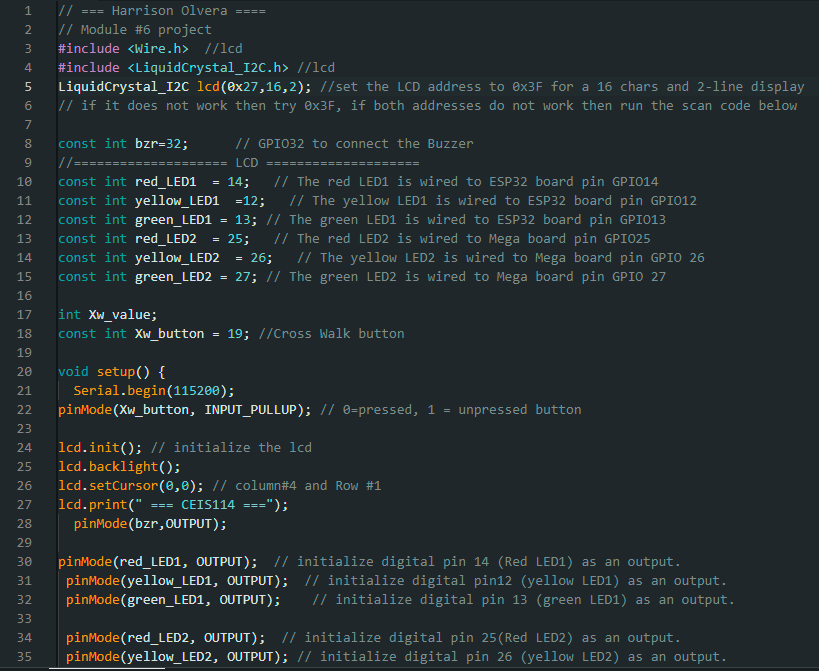 1 // === Harrison Olvera ====
2 // Module #6 project
3 #include <Wire.h>  //lcd
4 #include <LiquidCrystal_I2C.h> //lcd
5 LiquidCrystal_I2C lcd(0x27,16,2); //set the LCD address to 0x3F for a 16 chars and 2-line display
6 // if it does not work then try 0x3F, if both addresses do not work then run the scan code below
7
8 const int bzr=32;      // GPIO32 to connect the Buzzer
9 //==================== LCD ====================
10 const int red_LED1  = 14;   // The red LED1 is wired to ESP32 board pin GPIO14
11 const int yellow_LED1  =12;   // The yellow LED1 is wired to ESP32 board pin GPIO12
12 const int green_LED1 = 13; // The green LED1 is wired to ESP32 board pin GPIO13
13 const int red_LED2  = 25;   // The red LED2 is wired to Mega board pin GPIO25
14 const int yellow_LED2  = 26;   // The yellow LED2 is wired to Mega board pin GPIO 26
15 const int green_LED2 = 27; // The green LED2 is wired to Mega board pin GPIO 27
16
17 int Xw_value;
18 const int Xw_button = 19; //Cross Walk button
19
20 void setup() {
21   Serial.begin(115200);
22 pinMode(Xw_button, INPUT_PULLUP); // 0=pressed, 1 = unpressed button
23
24 lcd.init(); // initialize the lcd
25 lcd.backlight();
26 lcd.setCursor(0,0); // column#4 and Row #1
27 lcd.print(" === CEIS114 ===");
28   pinMode(bzr,OUTPUT);
29
30 pinMode(red_LED1, OUTPUT);  // initialize digital pin 14 (Red LED1) as an output.
31  pinMode(yellow_LED1, OUTPUT);  // initialize digital pin12 (yellow LED1) as an output.
32  pinMode(green_LED1, OUTPUT);    // initialize digital pin 13 (green LED1) as an output.
33
34  pinMode(red_LED2, OUTPUT);  // initialize digital pin 25(Red LED2) as an output.
35  pinMode(yellow_LED2, OUTPUT); // initialize digital pin 26 (yellow LED2) as an output.